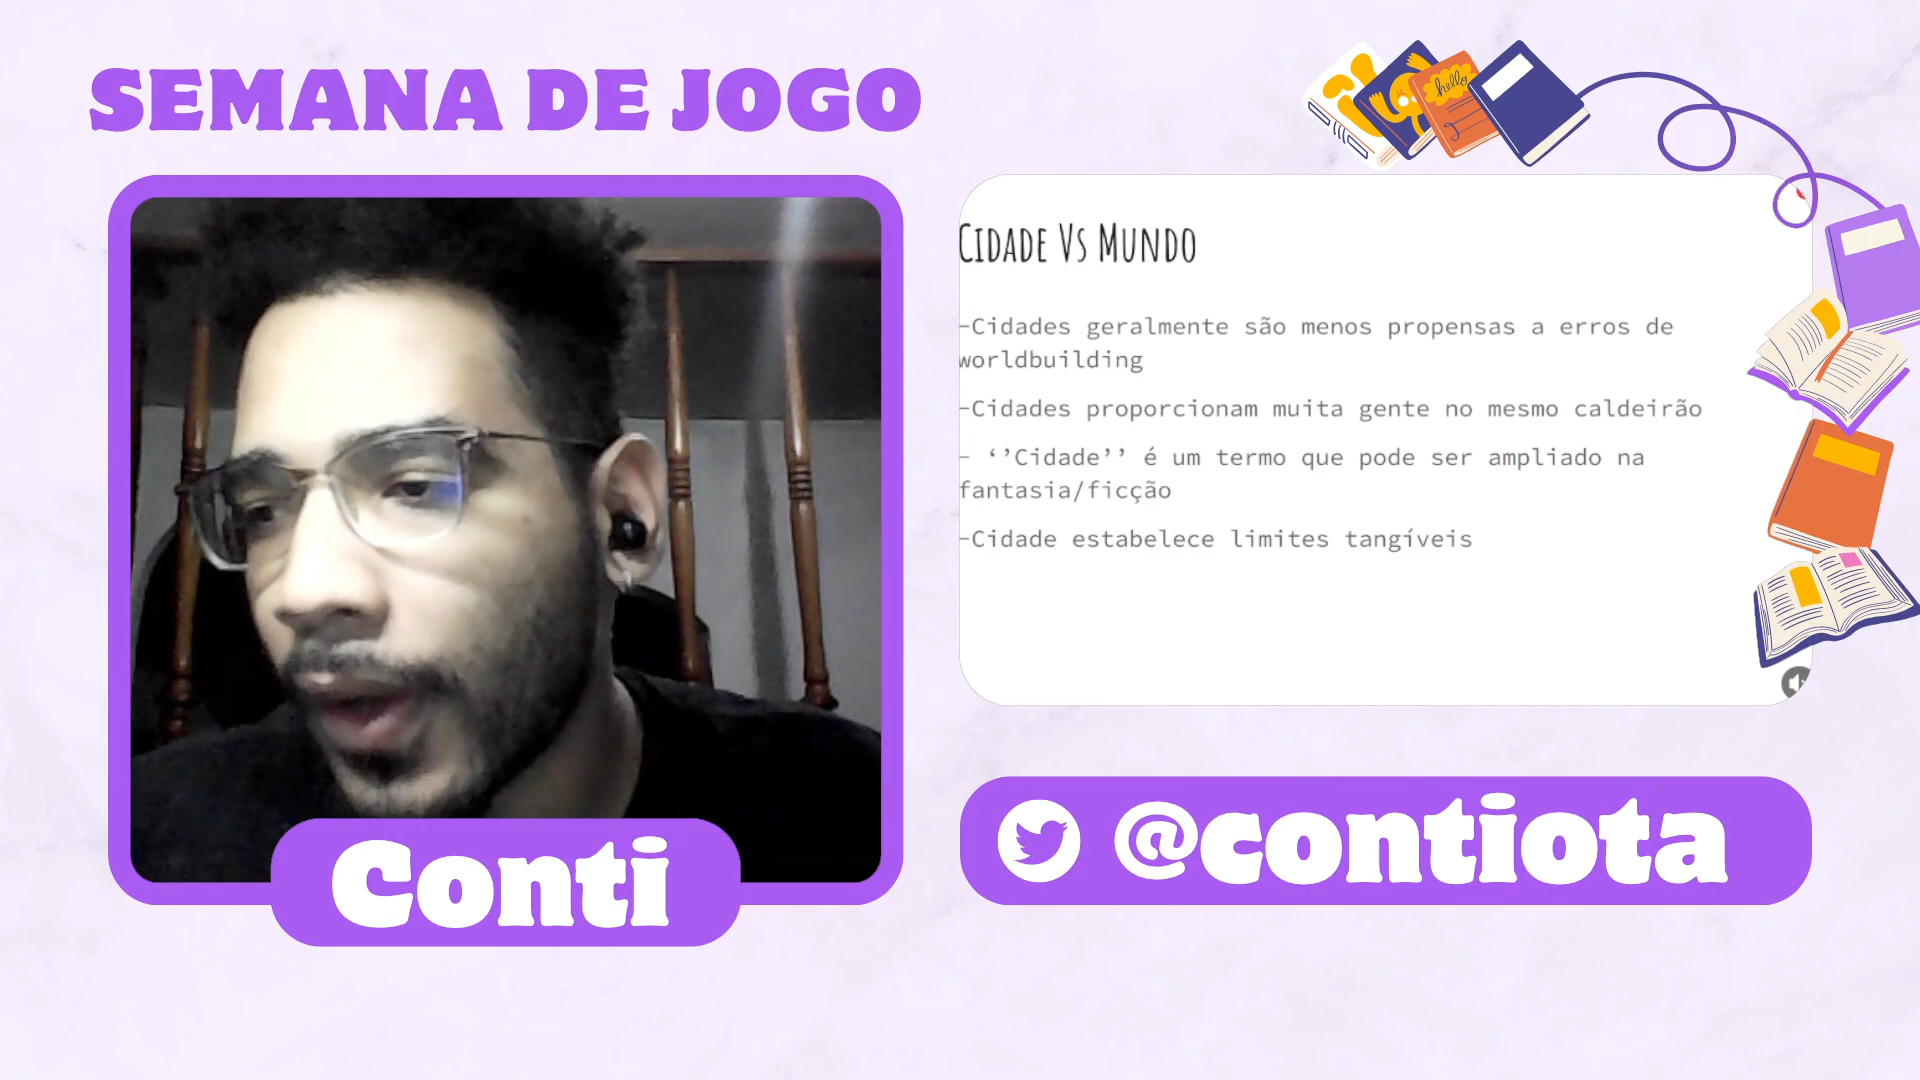 SEMANA DE JOGO
hello
Cidade Vs Mundo
-Cidades geralmente são menos propensas a erros de
worldbuilding
-Cidades proporcionam muita gente no mesmo caldeirão
- ‘’Cidade’’ é um termo que pode ser ampliado na
fantasia/ficção
-Cidade estabelece limites tangíveis
Conti
@contiota